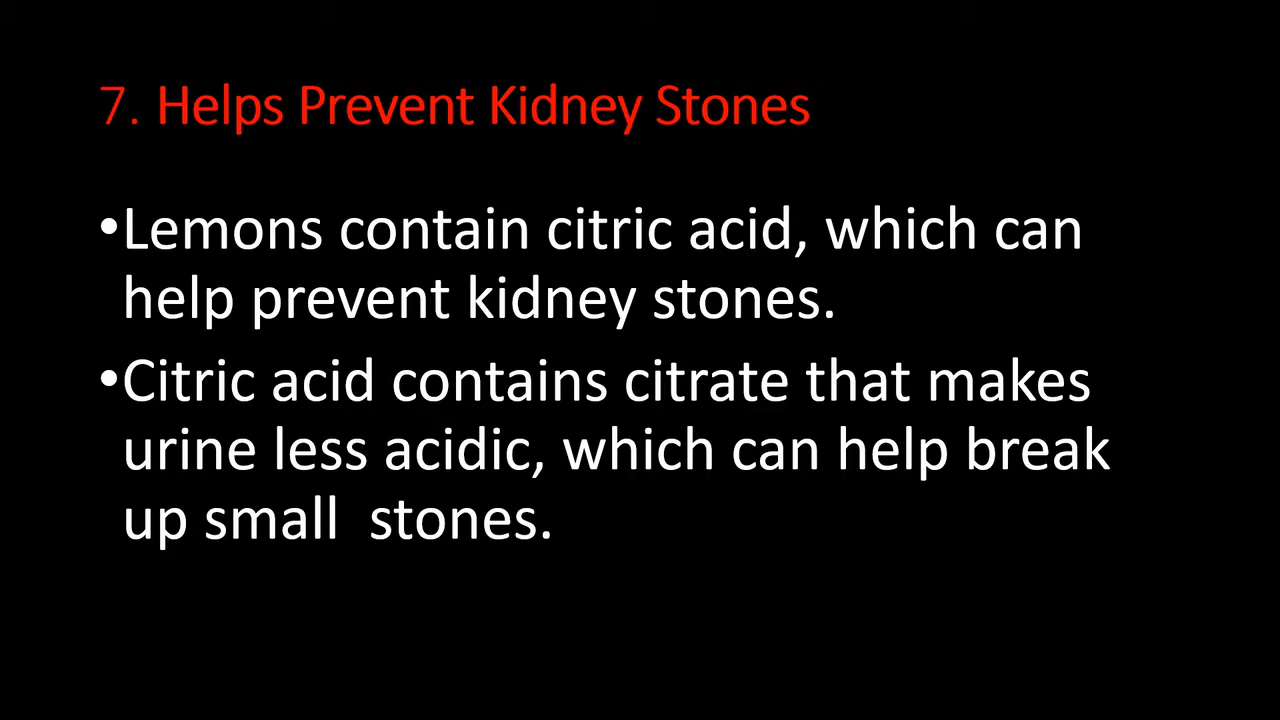 7. Helps Prevent Kidney Stones
•Lemons contain citric acid, which can
help prevent kidney stones.
•Citric acid contains citrate that makes
urine less acidic, which can help break
up small  stones.